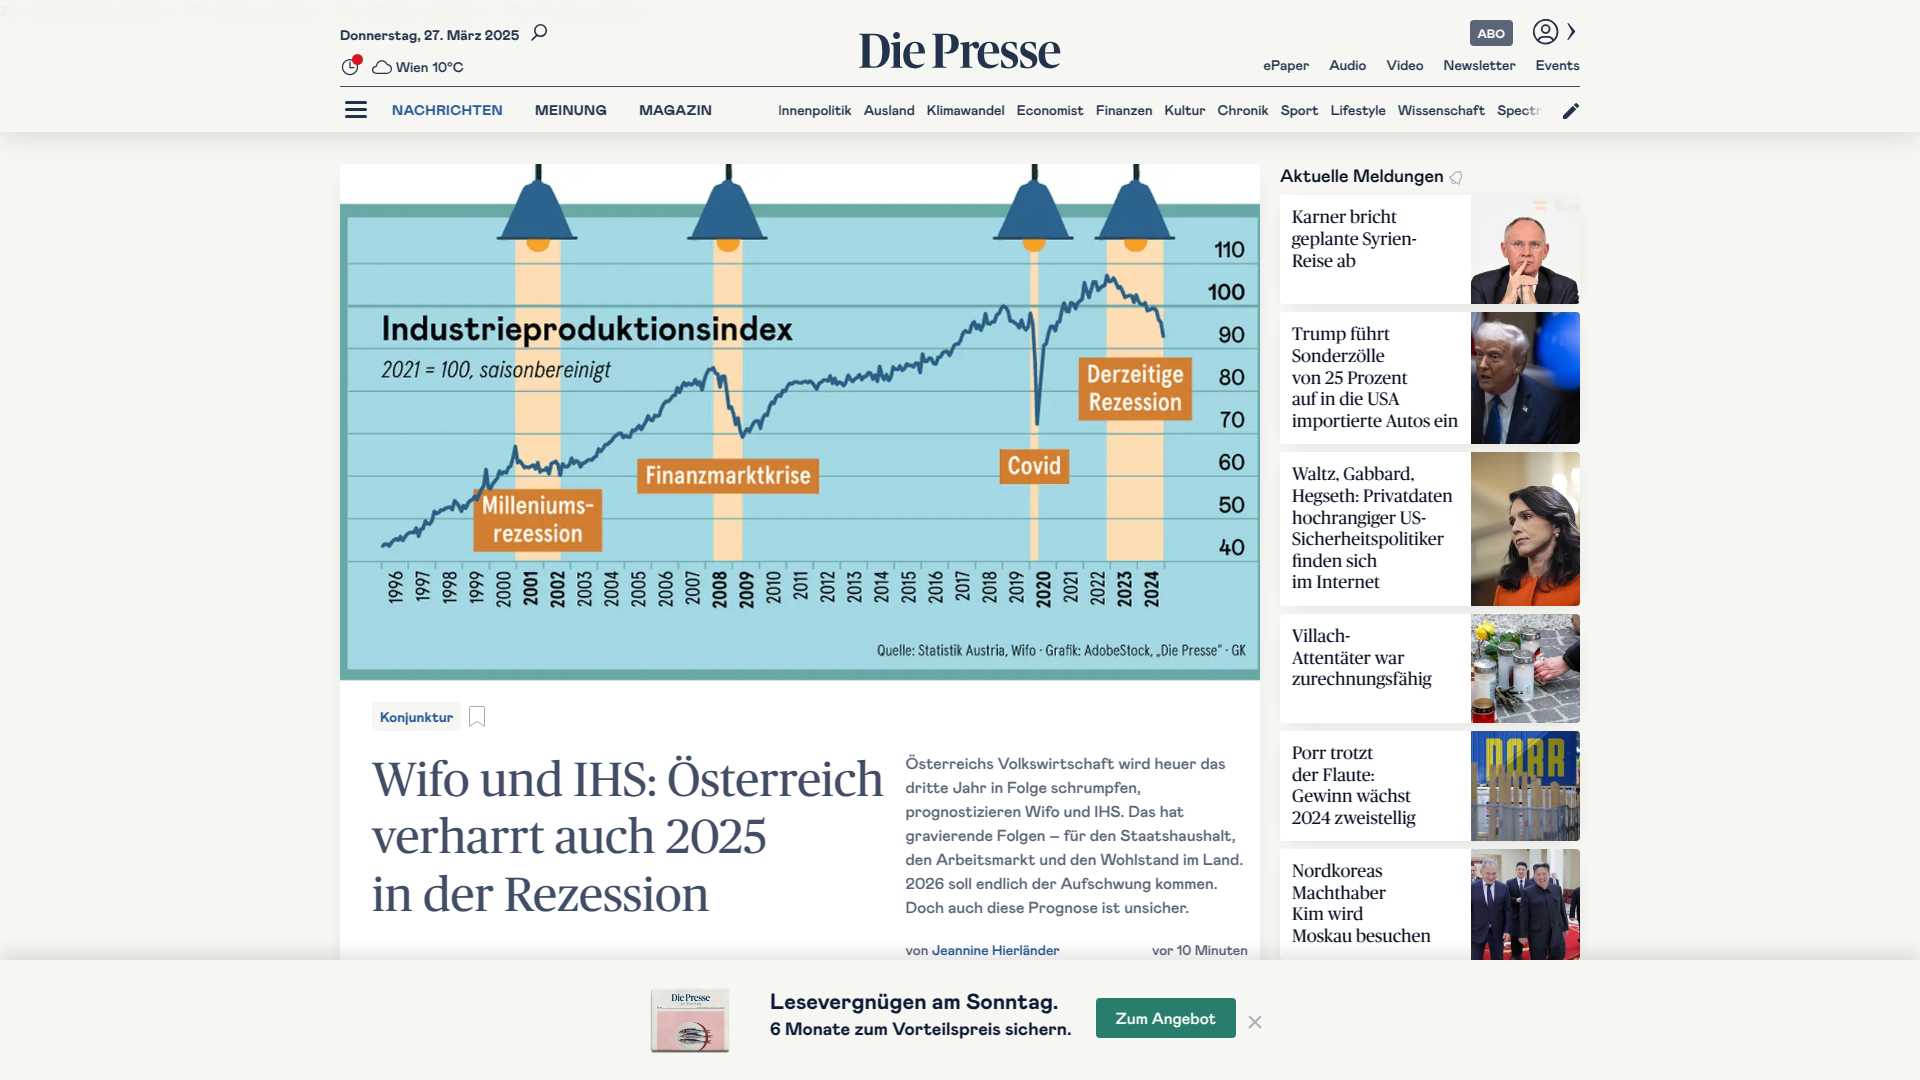 Donnerstag, 27. März 2025
Wien 10°C
Die Presse
ABO
ePaper Audio Video Newsletter Events
NACHRICHTEN MEINUNG MAGAZIN
Innenpolitik Ausland Klimawandel Economist Finanzen Kultur Chronik Sport Lifestyle Wissenschaft Spectr
110
100
90
80
70
60
50
40
Industrieproduktionsindex
2021 = 100, saisonbereinigt
Milleniums-
rezession
Finanzmarktkrise
Covid
Derzeitige
Rezession
1996 1997 1998 1999 2000 2001 2002 2003 2004 2005 2006 2007 2008 2009 2010 2011 2012 2013 2014 2015 2016 2017 2018 2019 2020 2021 2022 2023 2024
Quelle: Statistik Austria, Wifo · Grafik: AdobeStock, „Die Presse" · GK
Konjunktur
Wifo und IHS: Österreich
verharrt auch 2025
in der Rezession
Österreichs Volkswirtschaft wird heuer das
dritte Jahr in Folge schrumpfen,
prognostizieren Wifo und IHS. Das hat
gravierende Folgen – für den Staatshaushalt,
den Arbeitsmarkt und den Wohlstand im Land.
2026 soll endlich der Aufschwung kommen.
Doch auch diese Prognose ist unsicher.
von Jeannine Hierländer
vor 10 Minuten
Aktuelle Meldungen
Karner bricht
geplante Syrien-
Reise ab
Trump führt
Sonderzölle
von 25 Prozent
auf in die USA
importierte Autos ein
Waltz, Gabbard,
Hegseth: Privatdaten
hochrangiger US-
Sicherheitspolitiker
finden sich
im Internet
Villach-
Attentäter war
zurechnungsfähig
Porr trotzt
der Flaute:
Gewinn wächst
2024 zweistellig
PORR
Nordkoreas
Machthaber
Kim wird
Moskau besuchen
Die Presse
Lesevergnügen am Sonntag.
6 Monate zum Vorteilspreis sichern.
Zum Angebot